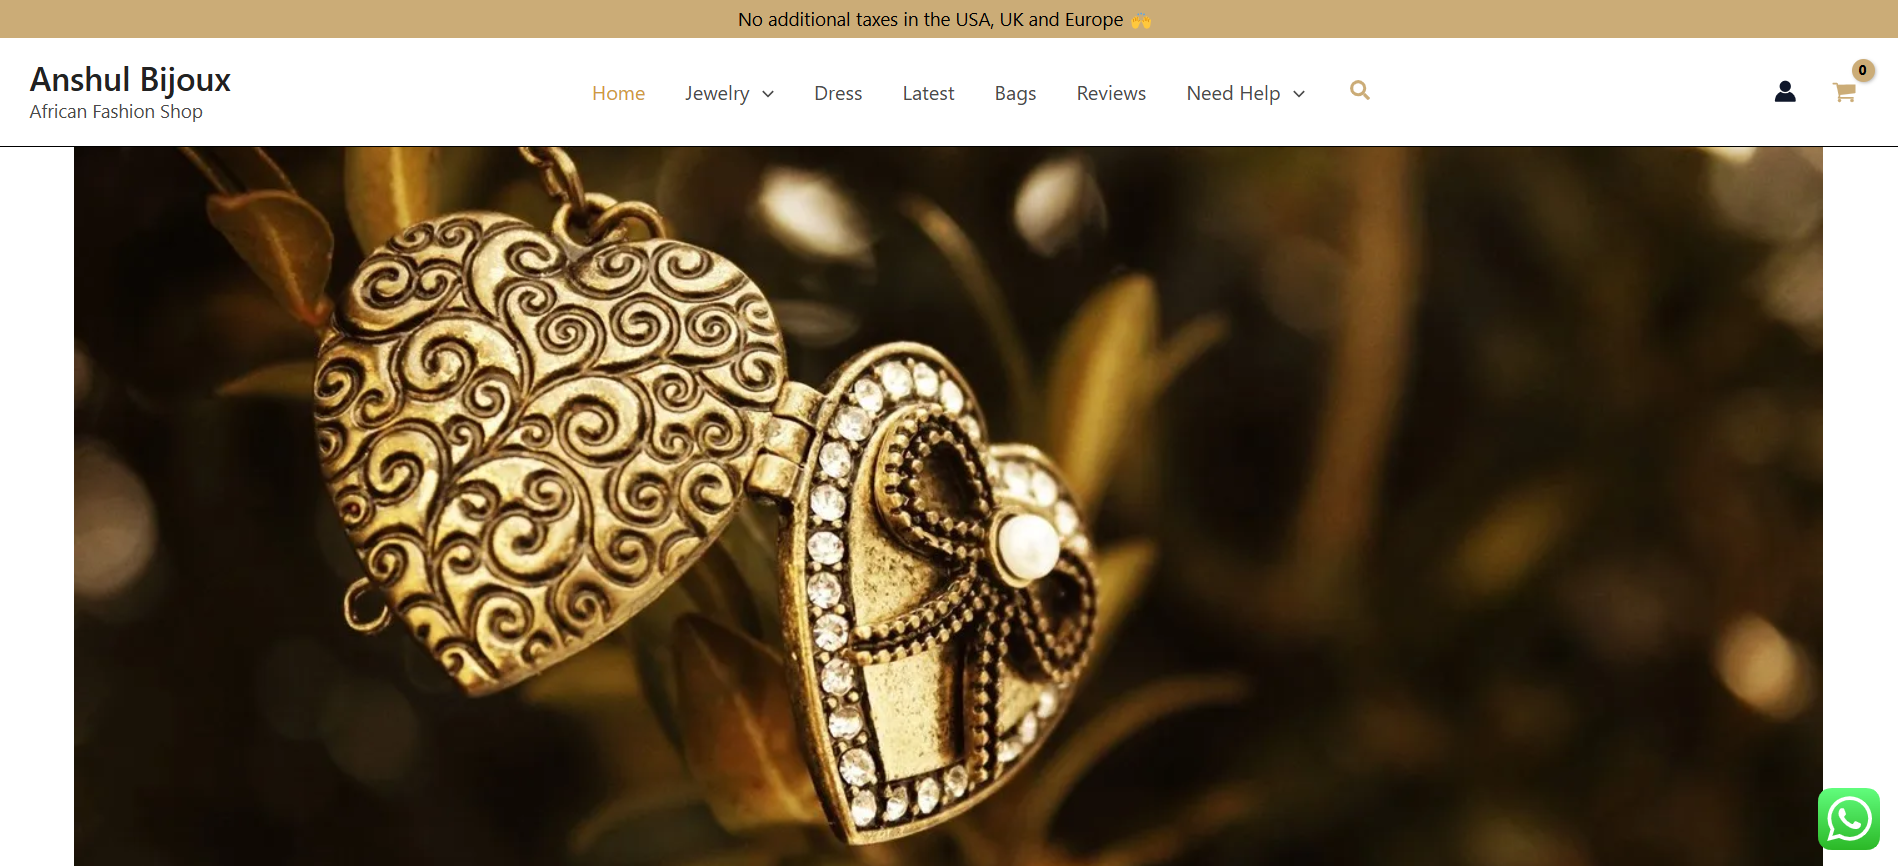 No additional taxes in the USA, UK and Europe 🙌
Anshul Bijoux
African Fashion Shop
Home
Jewelry
Dress
Latest
Bags
Reviews
Need Help
0